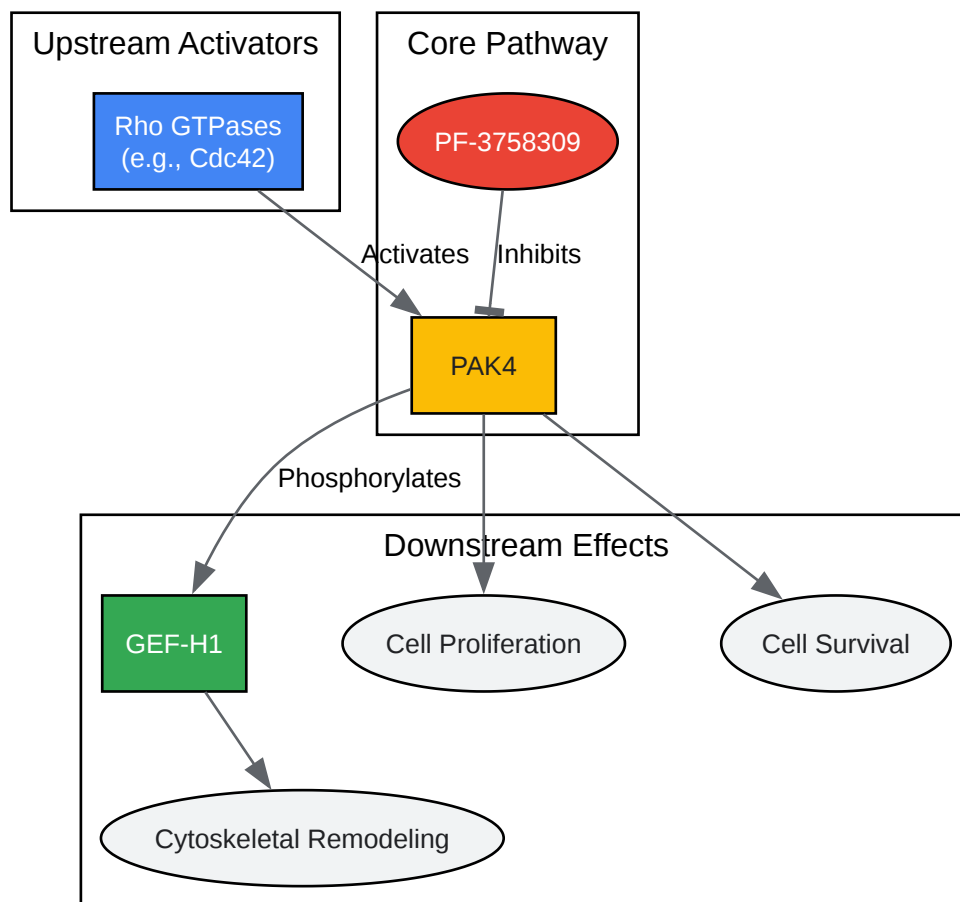 Upstream Activators
Core Pathway
Rho GTPases
(e.g., Cdc42)
PF-3758309
Activates
Inhibits
PAK4
Phosphorylates
Downstream Effects
GEF-H1
Cell Proliferation
Cell Survival
Cytoskeletal Remodeling